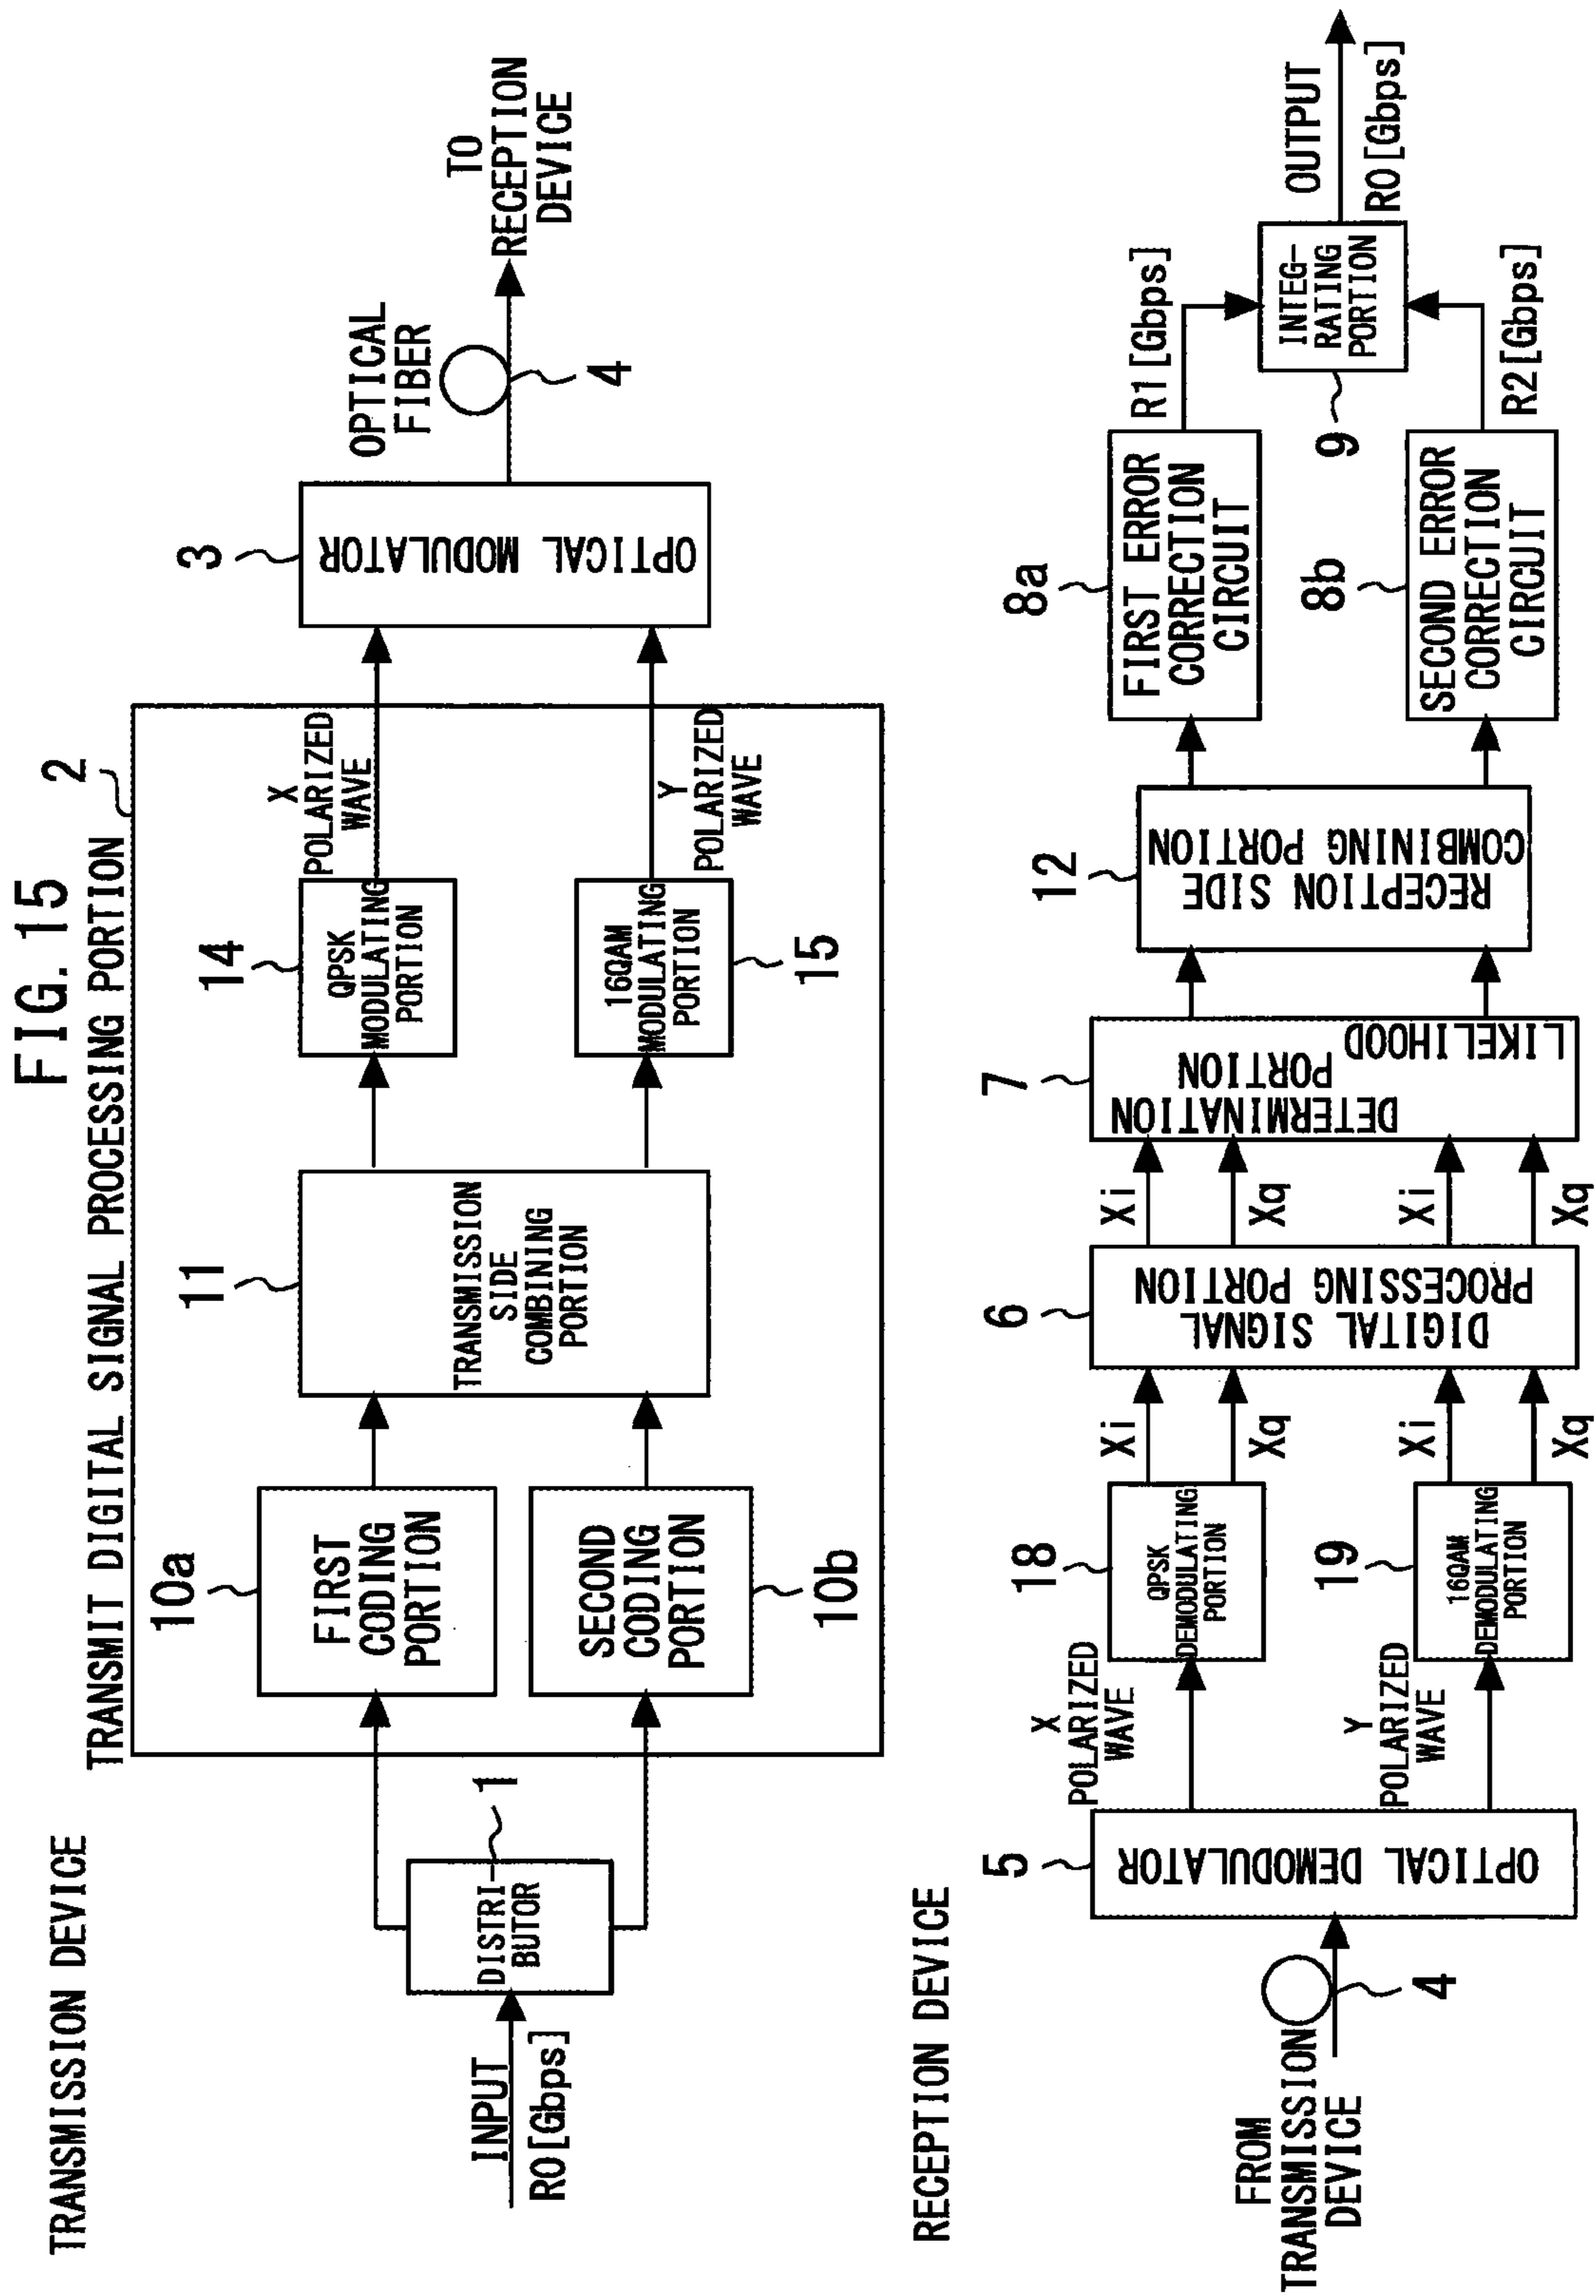 FIG. 15
TRANSMISSION DEVICE
TRANSMIT DIGITAL SIGNAL PROCESSING PORTION
2
INPUT
R0[Gbps]
DISTRI-
BUTOR
1
10a
FIRST
CODING
PORTION
SECOND
CODING
PORTION
10b
11
TRANSMISSION
SIDE
COMBINING
PORTION
14
QPSK
MODULATING
PORTION
16QAM
MODULATING
PORTION
15
X
POLARIZED
WAVE
Y
POLARIZED
WAVE
3
OPTICAL MODULATOR
OPTICAL
FIBER
4
TO
RECEPTION
DEVICE
RECEPTION DEVICE
FROM
TRANSMISSION
DEVICE
4
5
OPTICAL DEMODULATOR
X
POLARIZED
WAVE
Y
POLARIZED
WAVE
18
QPSK
DEMODULATING
PORTION
19
16QAM
DEMODULATING
PORTION
Xi
Xq
Xi
Xq
6
DIGITAL SIGNAL
PROCESSING PORTION
Xi
Xq
Xi
Xq
7
LIKELIHOOD
DETERMINATION
PORTION
12
RECEPTION SIDE
COMBINING PORTION
8a
FIRST ERROR
CORRECTION
CIRCUIT
8b
SECOND ERROR
CORRECTION
CIRCUIT
R1[Gbps]
R2[Gbps]
INTEG-
RATING
PORTION
9
OUTPUT
R0[Gbps]